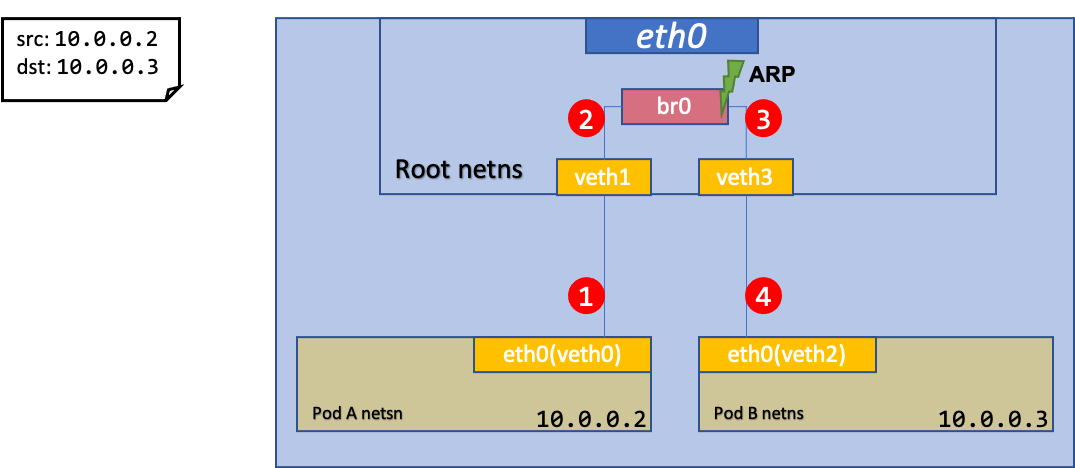 src: 10.0.0.2
dst: 10.0.0.3
eth0
ARP
br0
2
3
Root netns
veth1
veth3
1
4
eth0(veth0)
eth0(veth2)
Pod A netsn
10.0.0.2
Pod B netns
10.0.0.3